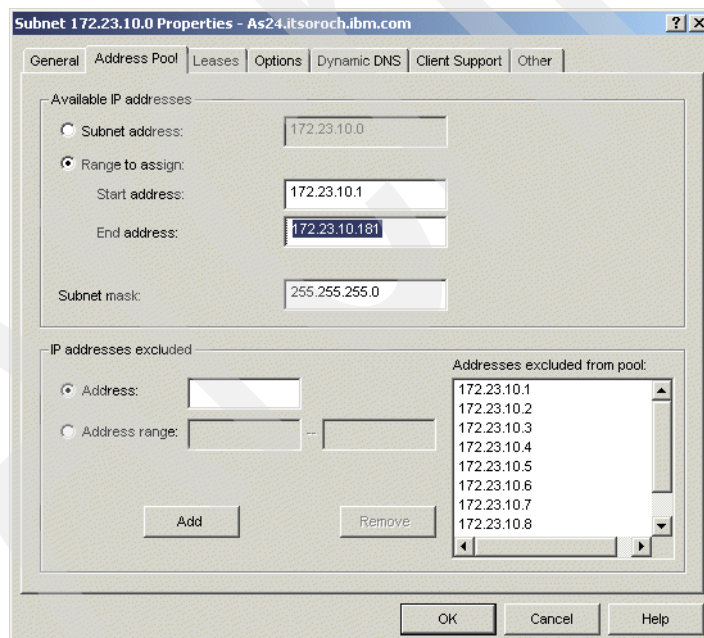 Subnet 172.23.10.0 Properties - As24.itsoroch.ibm.com
General Address Pool Leases Options Dynamic DNS Client Support Other
Available IP addresses
Subnet address: 172.23.10.0
Range to assign:
Start address: 172.23.10.1
End address: 172.23.10.181
Subnet mask: 255.255.255.0
IP addresses excluded
Addresses excluded from pool:
Address:
Address range: --
172.23.10.1
172.23.10.2
172.23.10.3
172.23.10.4
172.23.10.5
172.23.10.6
172.23.10.7
172.23.10.8
Add Remove
OK Cancel Help